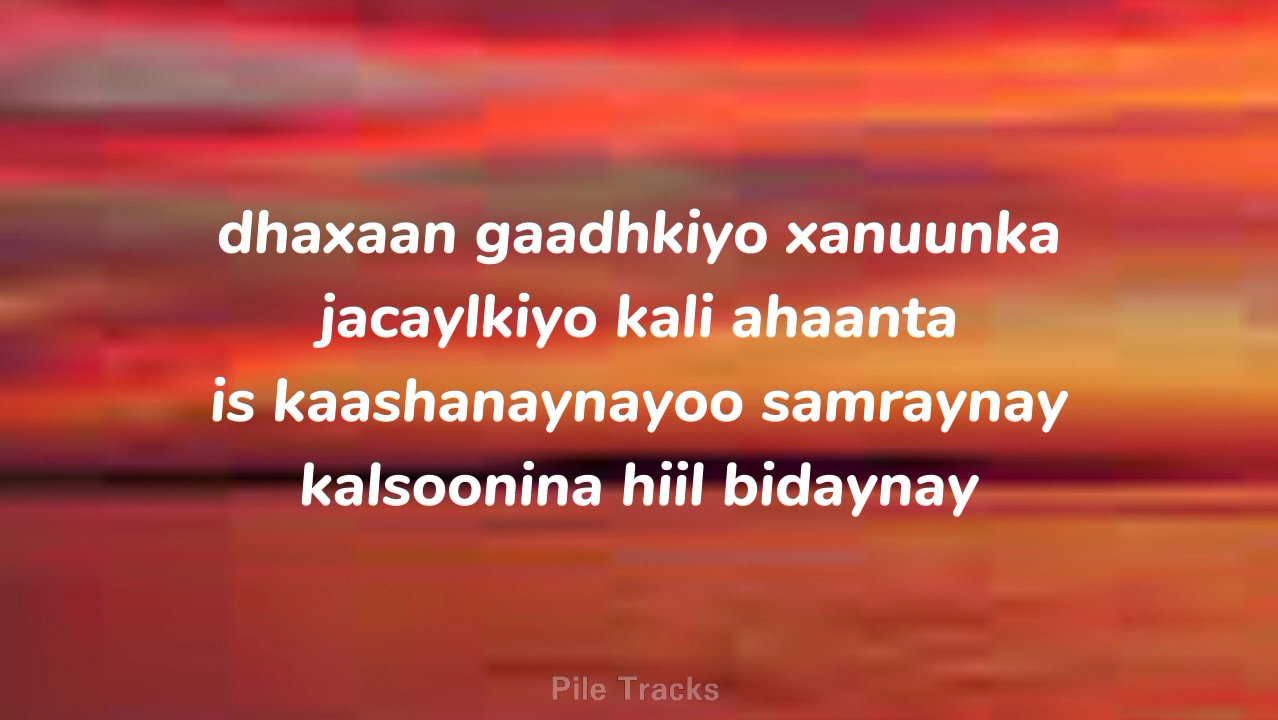 dhaxaan gaadhkiyo xanuunka
jacaylkiyo kali ahaanta
is kaashanaynayoo samraynay
kalsoonina hiil bidaynay
Pile Tracks